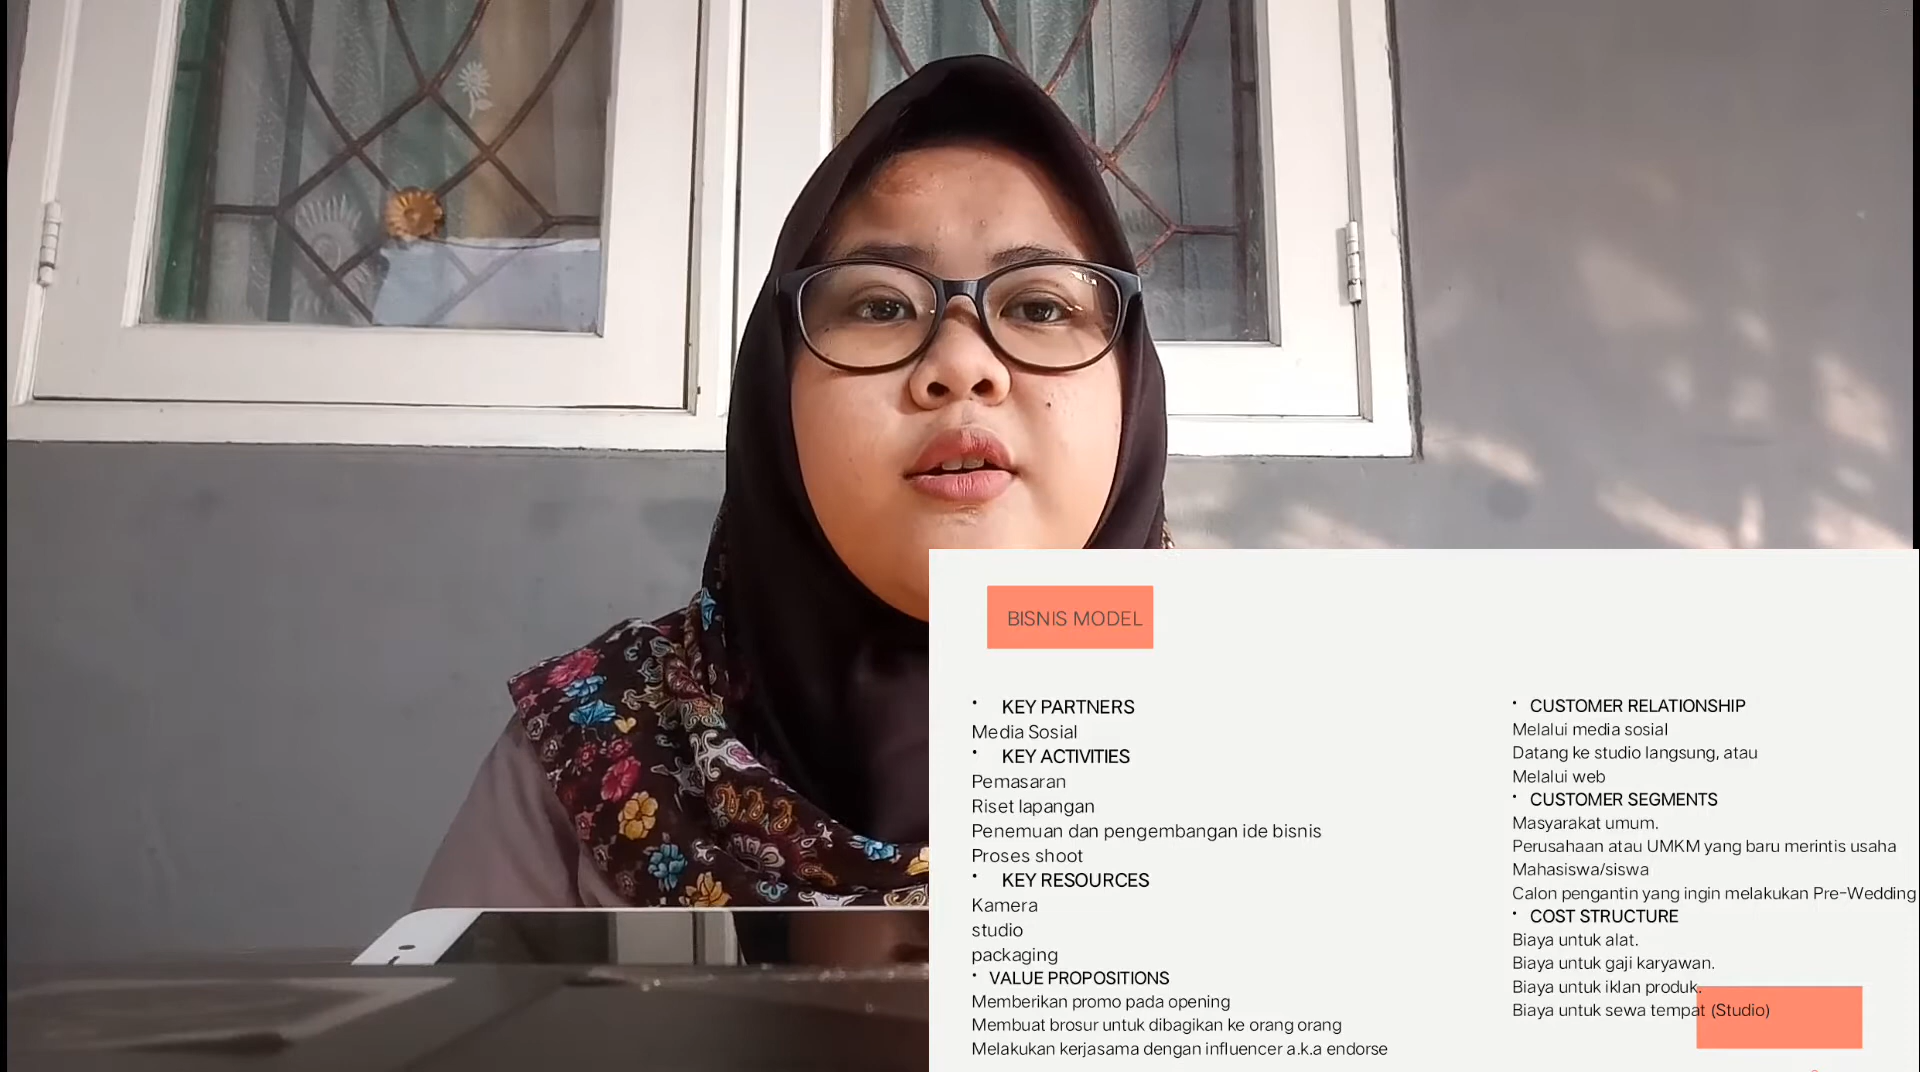 BISNIS MODEL
KEY PARTNERS
Media Sosial
KEY ACTIVITIES
Pemasaran
Riset lapangan
Penemuan dan pengembangan ide bisnis
Proses shoot
KEY RESOURCES
Kamera
studio
packaging
VALUE PROPOSITIONS
Memberikan promo pada opening
Membuat brosur untuk dibagikan ke orang orang
Melakukan kerjasama dengan influencer a.k.a endorse
CUSTOMER RELATIONSHIP
Melalui media sosial
Datang ke studio langsung, atau
Melalui web
CUSTOMER SEGMENTS
Masyarakat umum.
Perusahaan atau UMKM yang baru merintis usaha
Mahasiswa/siswa
Calon pengantin yang ingin melakukan Pre-Wedding
COST STRUCTURE
Biaya untuk alat.
Biaya untuk gaji karyawan.
Biaya untuk iklan produk.
Biaya untuk sewa tempat (Studio)